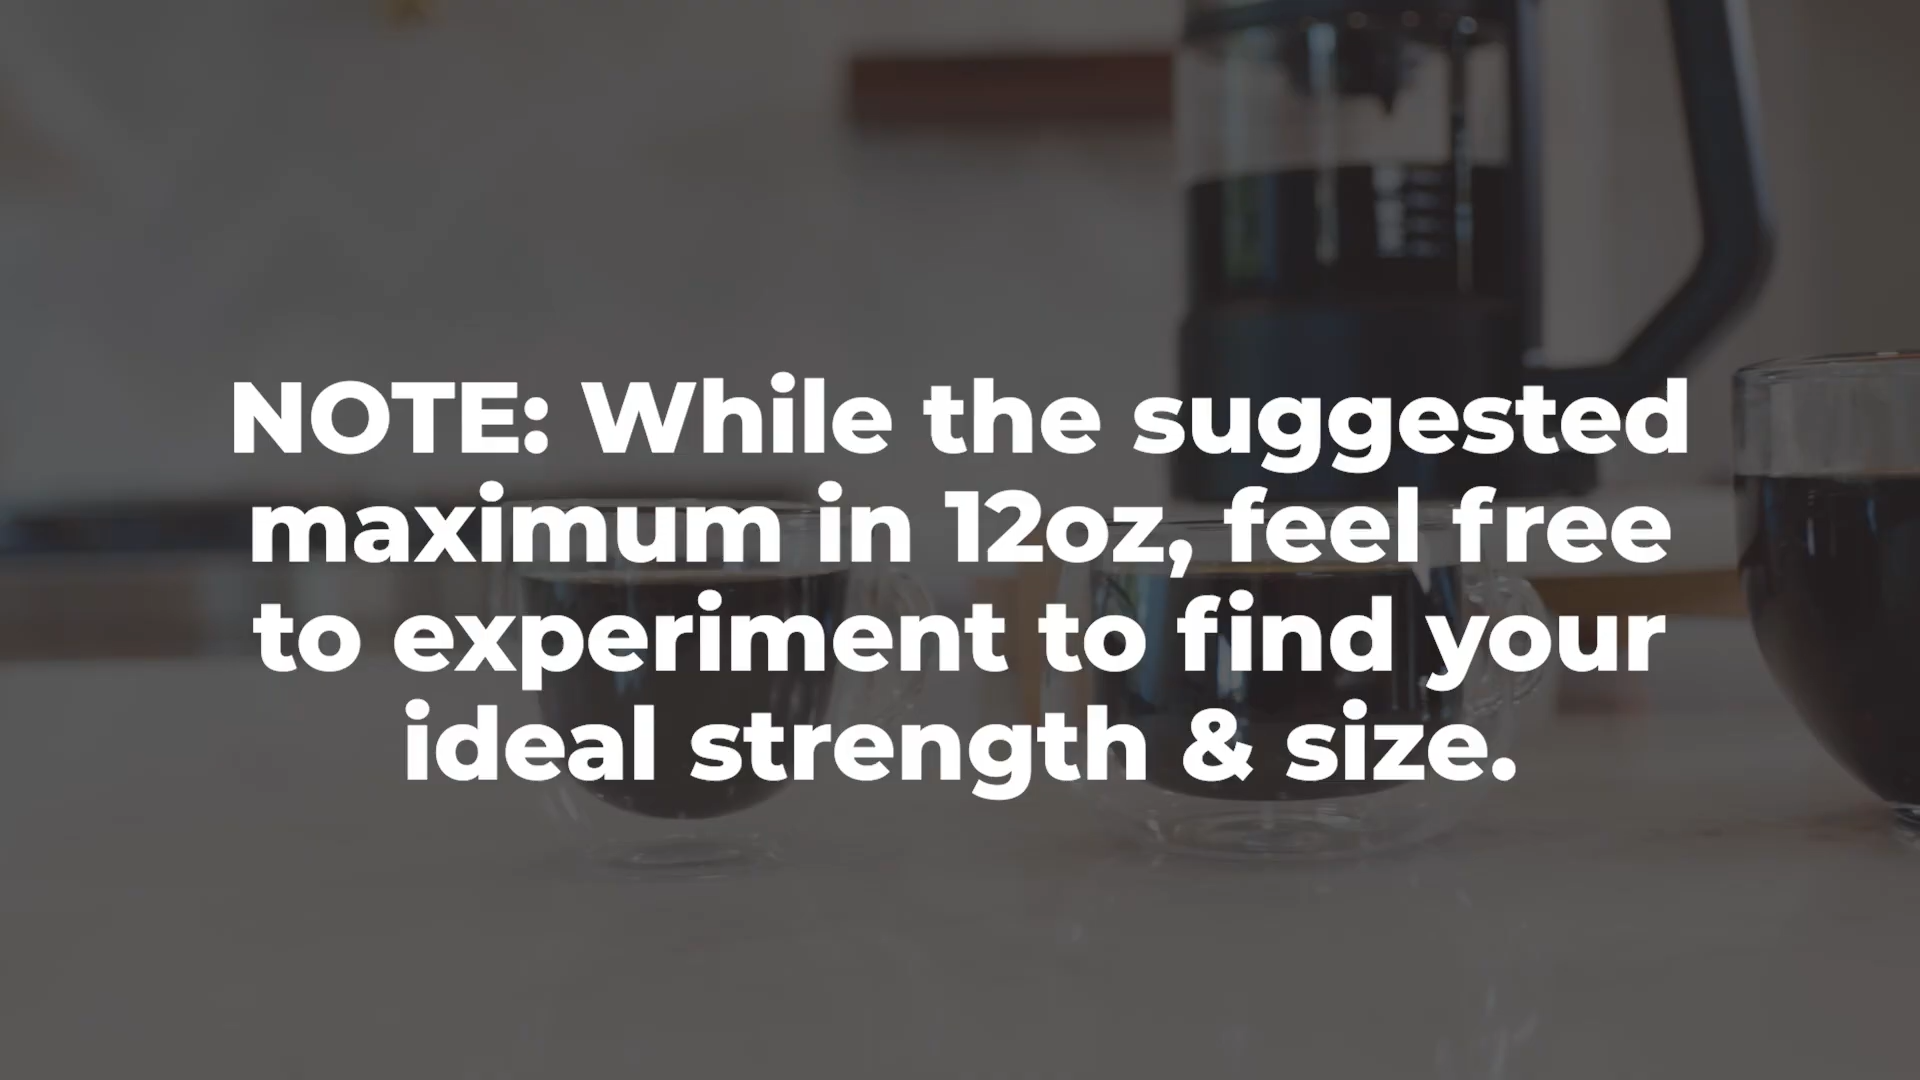 NOTE: While the suggested
maximum in 12oz, feel free
to experiment to find your
ideal strength & size.